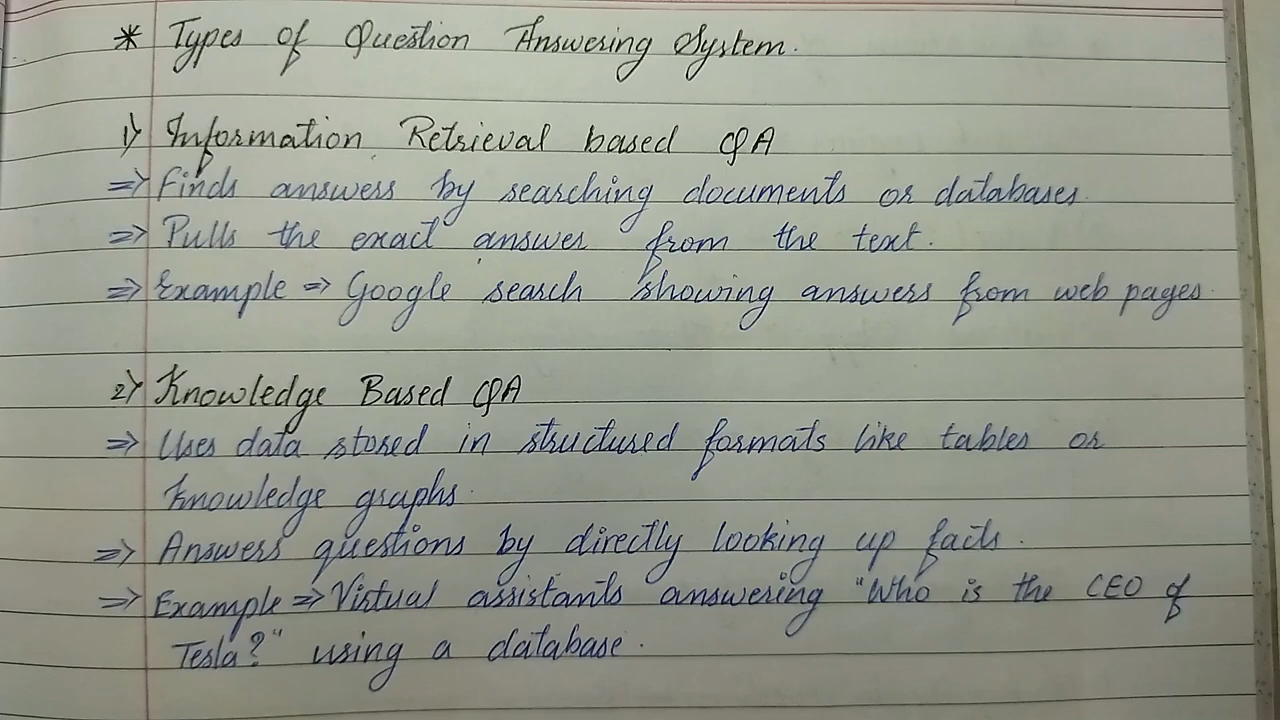 * Types of Question Answering System.
1) Information Retrieval based QA
=> Finds answers by searching documents or databases.
=> Pulls the exact answer from the text.
=> Example => Google search showing answers from web pages.
2) Knowledge Based QA
=> Uses data stored in structured formats like tables or
knowledge graphs.
=> Answers questions by directly looking up facts.
=> Example => Virtual assistants answering "Who is the CEO of
Tesla?" using a database.